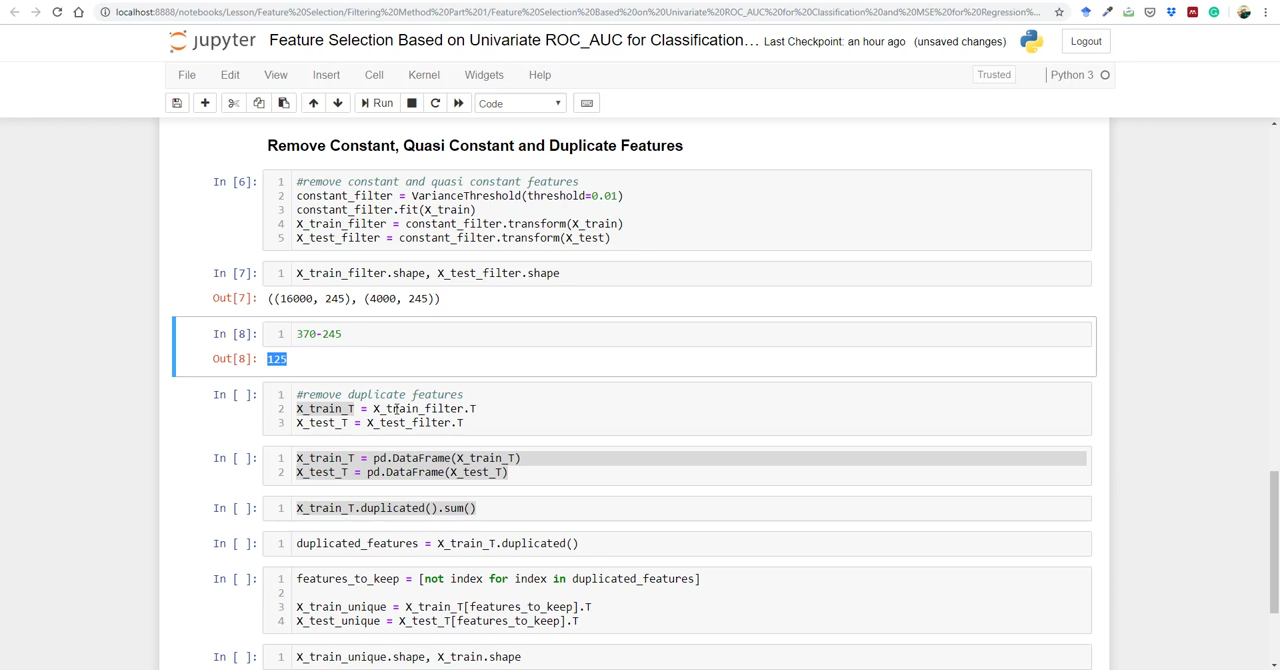 localhost:8888/notebooks/Lesson/Feature%20Selection/Filtering%20Method%20Part%201/Feature%20Selection%20Based%20on%20Univariate%20ROC_AUC%20for%20Classification%20and%20MSE%20for%20Regression%...
jupyter Feature Selection Based on Univariate ROC_AUC for Classification... Last Checkpoint: an hour ago (unsaved changes) Logout
File Edit View Insert Cell Kernel Widgets Help Trusted Python 3
Run Code
Remove Constant, Quasi Constant and Duplicate Features
In [6]: 1 #remove constant and quasi constant features
2 constant_filter = VarianceThreshold(threshold=0.01)
3 constant_filter.fit(X_train)
4 X_train_filter = constant_filter.transform(X_train)
5 X_test_filter = constant_filter.transform(X_test)
In [7]: 1 X_train_filter.shape, X_test_filter.shape
Out[7]: ((16000, 245), (4000, 245))
In [8]: 1 370-245
Out[8]: 125
In [ ]: 1 #remove duplicate features
2 X_train_T = X_train_filter.T
3 X_test_T = X_test_filter.T
In [ ]: 1 X_train_T = pd.DataFrame(X_train_T)
2 X_test_T = pd.DataFrame(X_test_T)
In [ ]: 1 X_train_T.duplicated().sum()
In [ ]: 1 duplicated_features = X_train_T.duplicated()
In [ ]: 1 features_to_keep = [not index for index in duplicated_features]
2
3 X_train_unique = X_train_T[features_to_keep].T
4 X_test_unique = X_test_T[features_to_keep].T
In [ ]: 1 X_train_unique.shape, X_train.shape